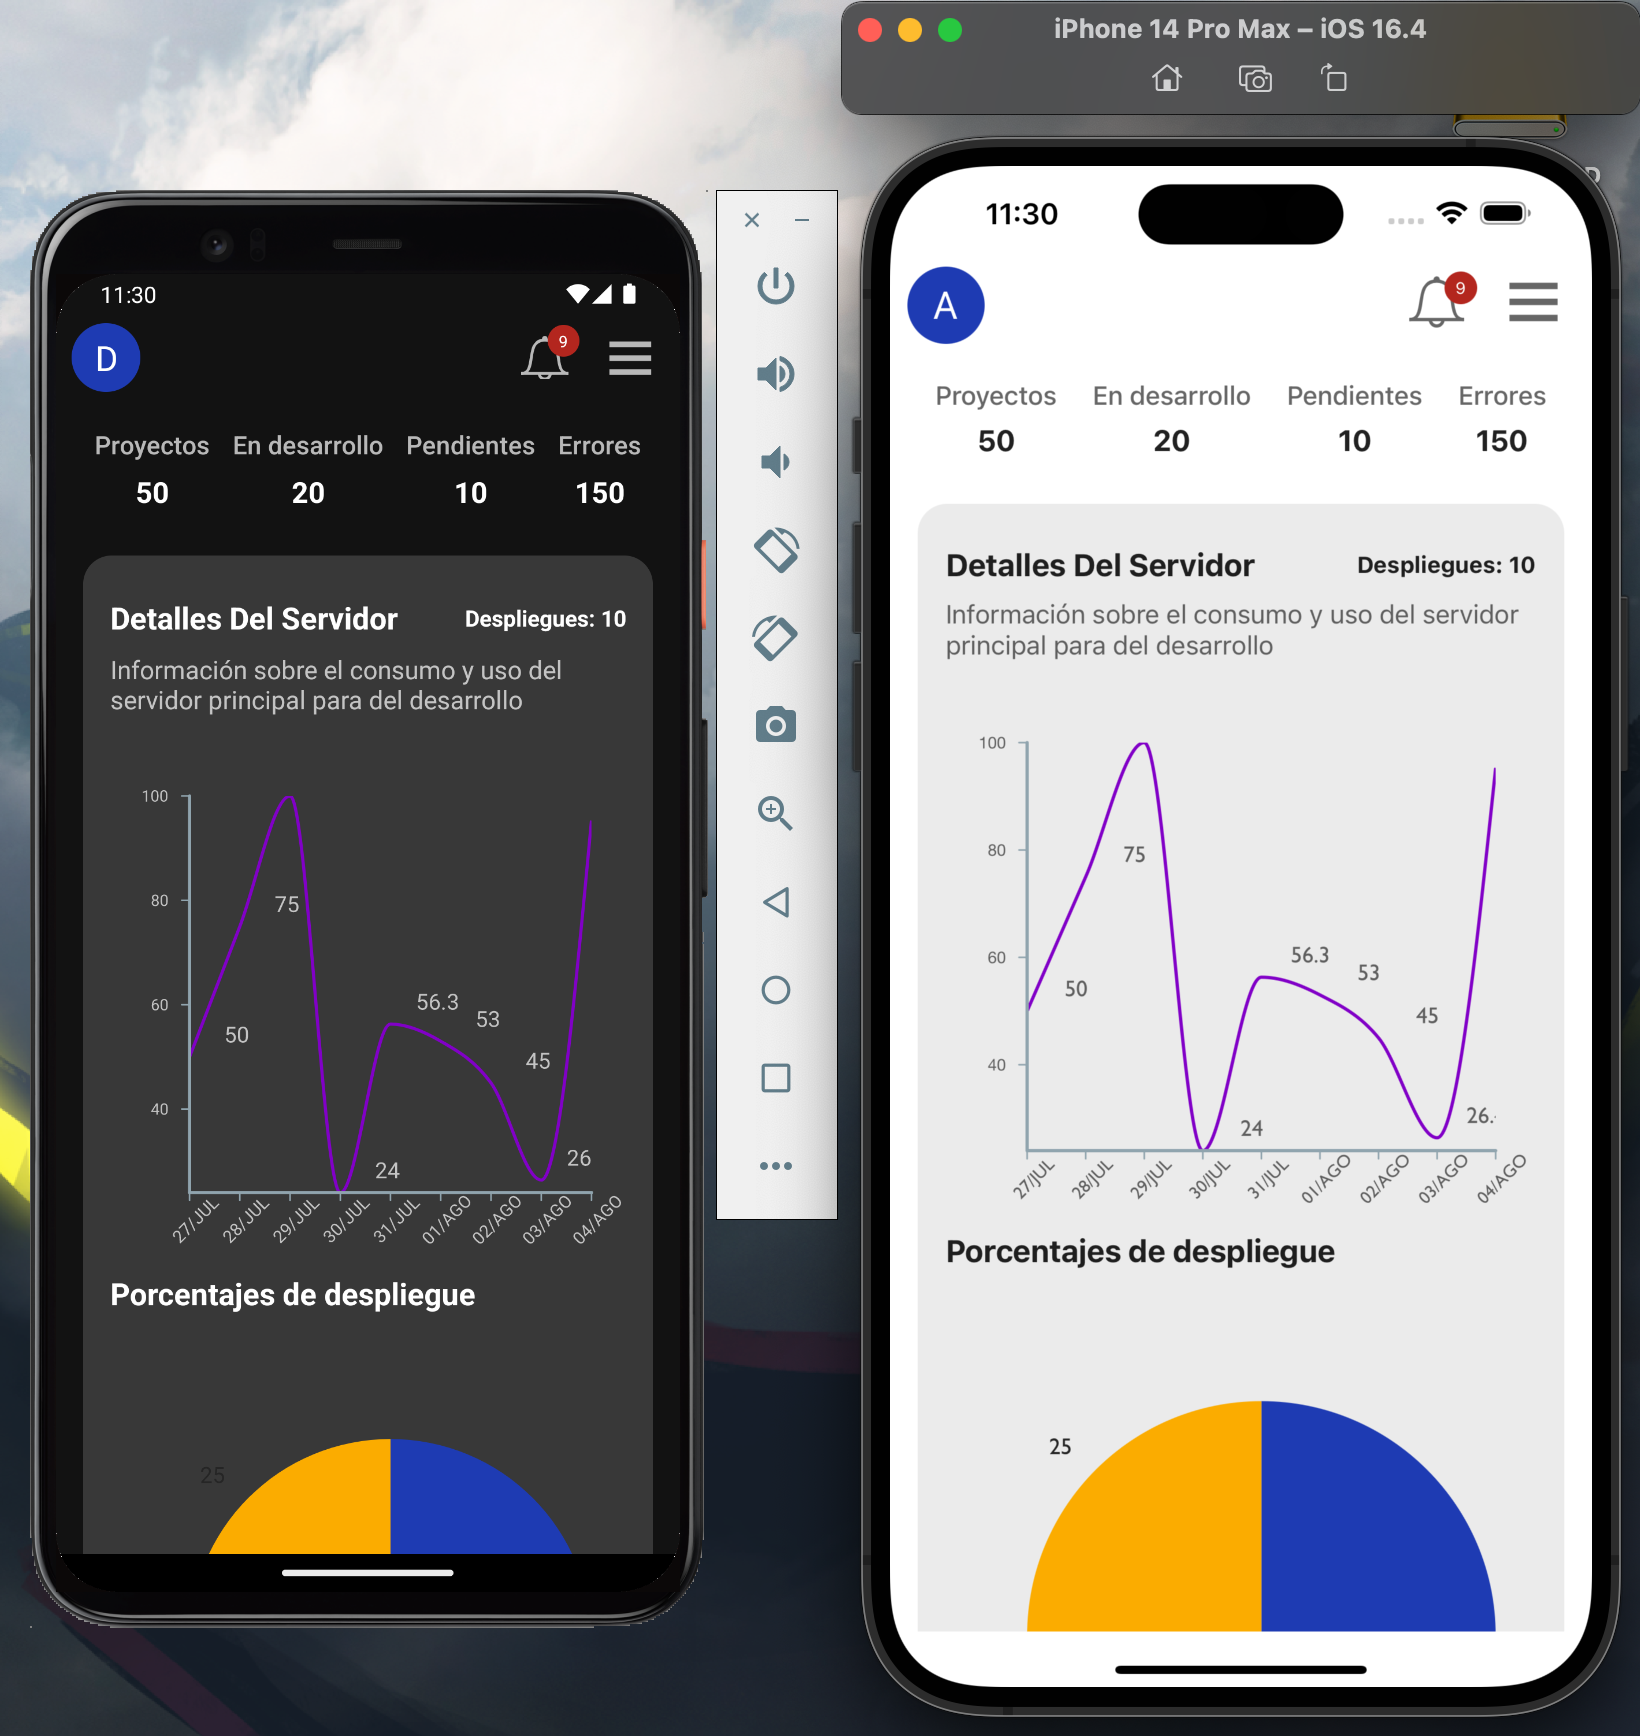 iPhone 14 Pro Max – iOS 16.4
11:30
D
9
Proyectos En desarrollo Pendientes Errores
50 20 10 150
Detalles Del Servidor Despliegues: 10
Información sobre el consumo y uso del
servidor principal para del desarrollo
100
80
60
40
75
50
56.3
53
45
24
26
27/JUL 28/JUL 29/JUL 30/JUL 31/JUL 01/AGO 02/AGO 03/AGO 04/AGO
Porcentajes de despliegue
25
11:30
A
9
Proyectos En desarrollo Pendientes Errores
50 20 10 150
Detalles Del Servidor Despliegues: 10
Información sobre el consumo y uso del servidor
principal para del desarrollo
100
80
60
40
75
50
56.3
53
45
24
26.
27/JUL 28/JUL 29/JUL 30/JUL 31/JUL 01/AGO 02/AGO 03/AGO 04/AGO
Porcentajes de despliegue
25